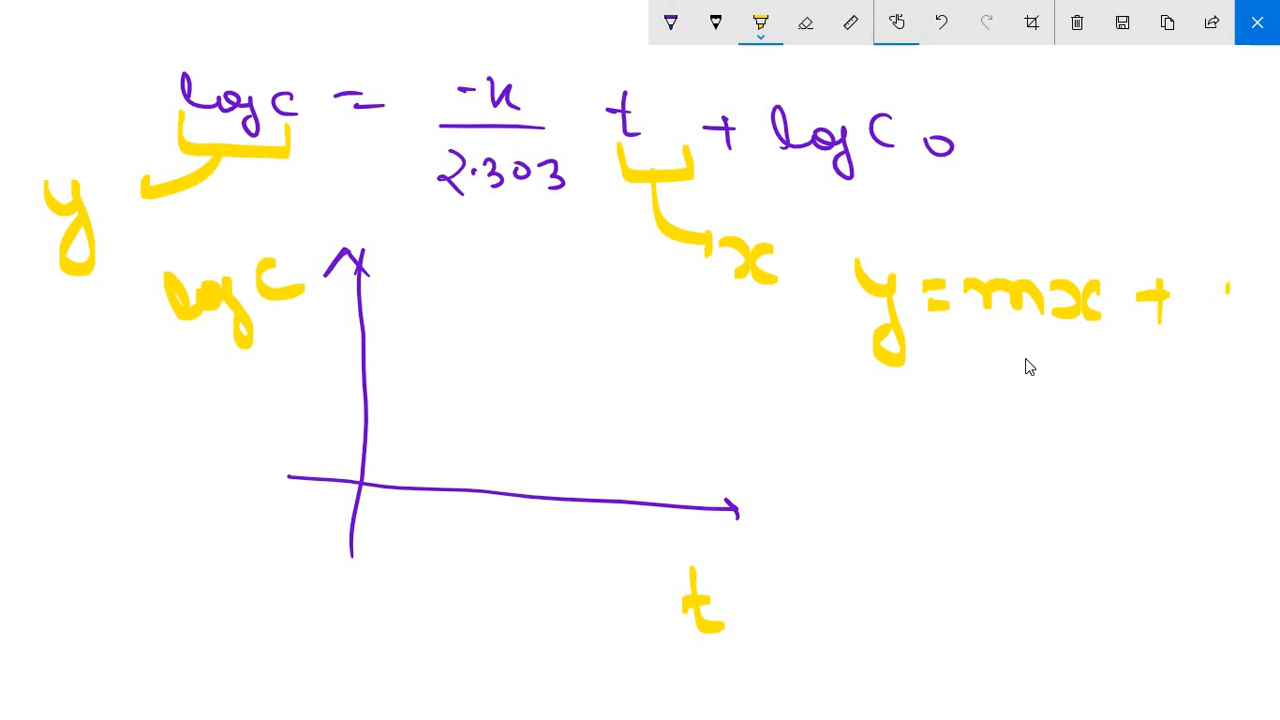 log c = -k/2.303 t + log C0
y
x
log C
y = mx +
t